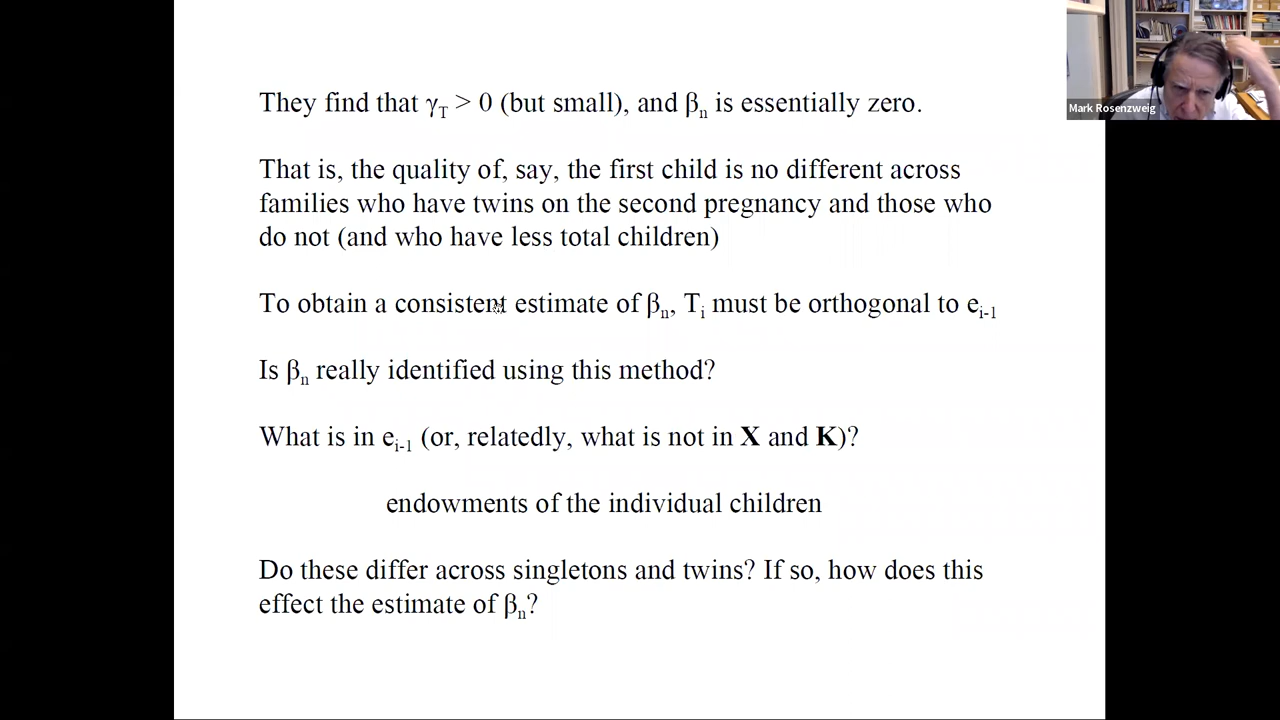 They find that γT > 0 (but small), and βn is essentially zero.
That is, the quality of, say, the first child is no different across
families who have twins on the second pregnancy and those who
do not (and who have less total children)
To obtain a consistent estimate of βn, Ti must be orthogonal to ei-1
Is βn really identified using this method?
What is in ei-1 (or, relatedly, what is not in X and K)?
endowments of the individual children
Do these differ across singletons and twins? If so, how does this
effect the estimate of βn?
Mark Rosenzweig